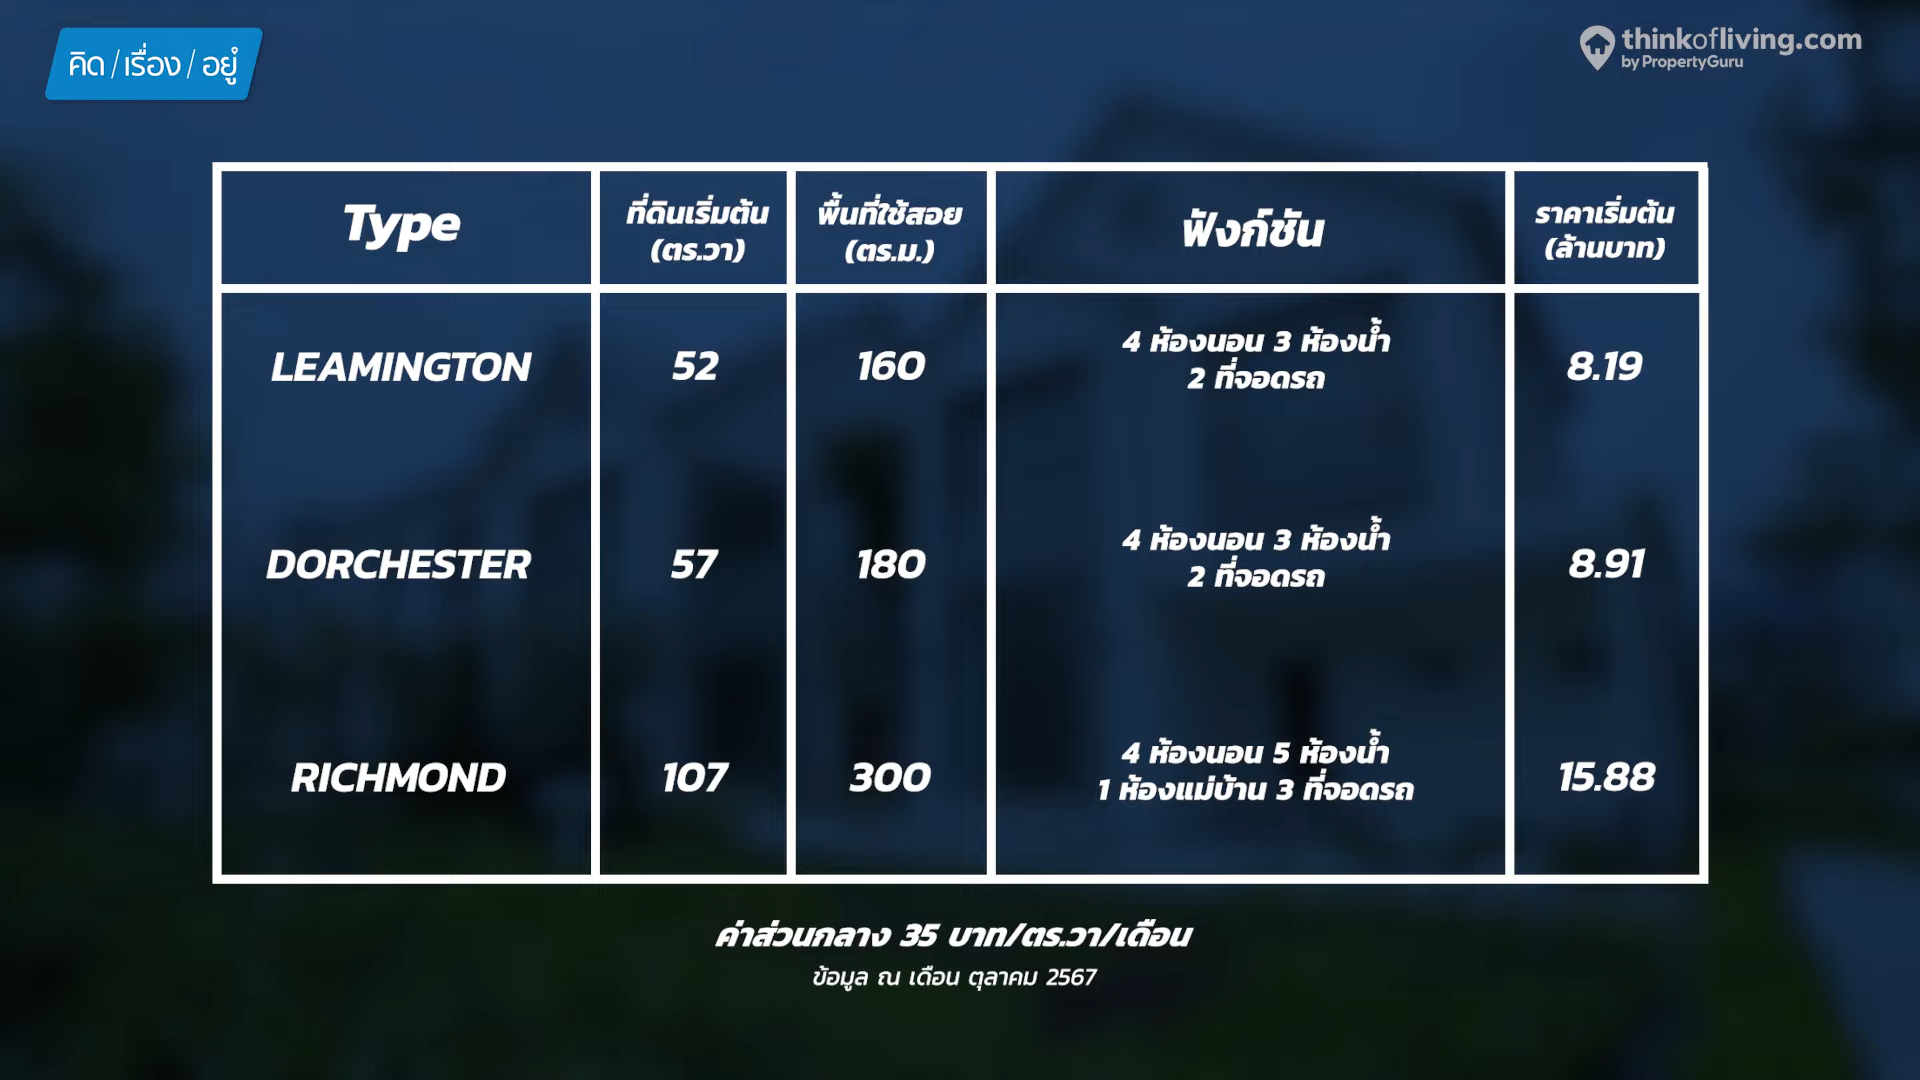 คิด/เรื่อง/อยู่
thinkofliving.com
by PropertyGuru
Type
ที่ดินเริ่มต้น
(ตร.วา)
พื้นที่ใช้สอย
(ตร.ม.)
ฟังก์ชัน
ราคาเริ่มต้น
(ล้านบาท)
LEAMINGTON
52
160
4 ห้องนอน 3 ห้องน้ำ
2 ที่จอดรถ
8.19
DORCHESTER
57
180
4 ห้องนอน 3 ห้องน้ำ
2 ที่จอดรถ
8.91
RICHMOND
107
300
4 ห้องนอน 5 ห้องน้ำ
1 ห้องแม่บ้าน 3 ที่จอดรถ
15.88
ค่าส่วนกลาง 35 บาท/ตร.วา/เดือน
ข้อมูล ณ เดือน ตุลาคม 2567